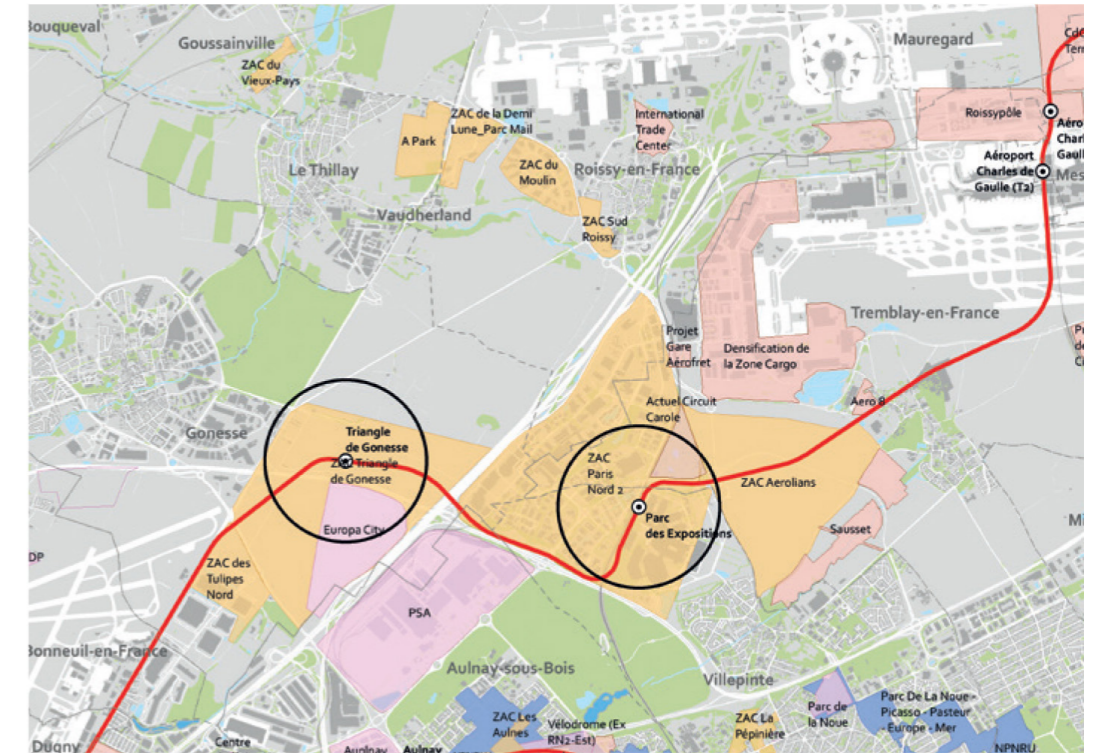 Bouqueval
Goussainville
ZAC du
Vieux-Pays
Mauregard
A Park
ZAC de la Demi
Lune_Parc Mail
International
Trade
Center
Roissypôle
Le Thillay
ZAC du
Moulin
Roissy-en-France
Aéroport
Charles de
Gaulle (T2)
Vaudherland
ZAC Sud
Roissy
Tremblay-en-France
Projet
Gare
Aérofret
Densification de
la Zone Cargo
Actuel Circuit
Carole
Aero 8
Gonesse
Triangle
de Gonesse
ZAC Triangle
de Gonesse
ZAC
Paris
Nord 2
ZAC Aerolians
Parc
des Expositions
Europa City
Sausset
DP
ZAC des
Tulipes
Nord
PSA
Bonneuil-en-France
Aulnay-sous-Bois
Villepinte
ZAC Les
Aulnes
Vélodrome (Ex
RN2-Est)
ZAC La
Pépinière
Parc de
la Noue
Parc De La Noue -
Picasso - Pasteur
- Europe - Mer
NPNRU
Dugny
Centre
Aulnay